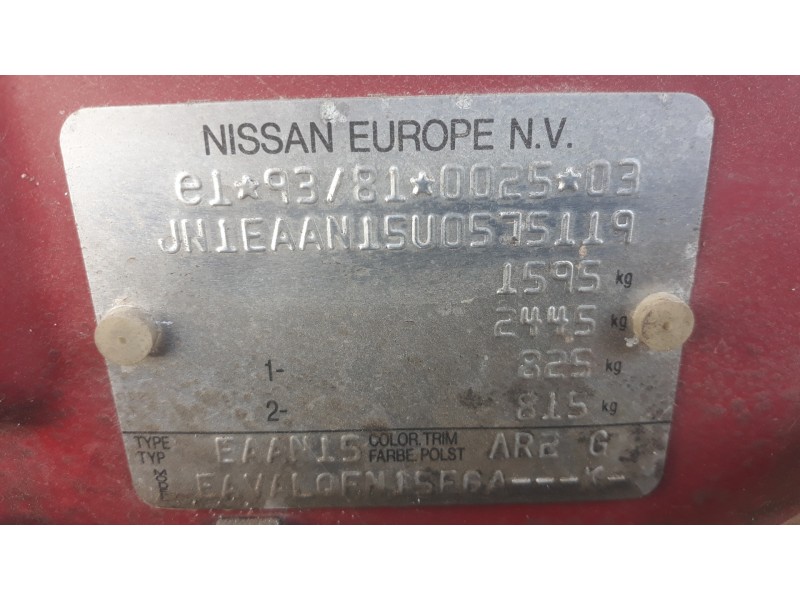 NISSAN EUROPE N.V.
e1*93/81*0025*03
JN1EAAN15U0575119
1595 kg
2445 kg
1- 825 kg
2- 815 kg
TYPE TYP EAAN15 COLOR, TRIM FARBE, POLST AR2 G